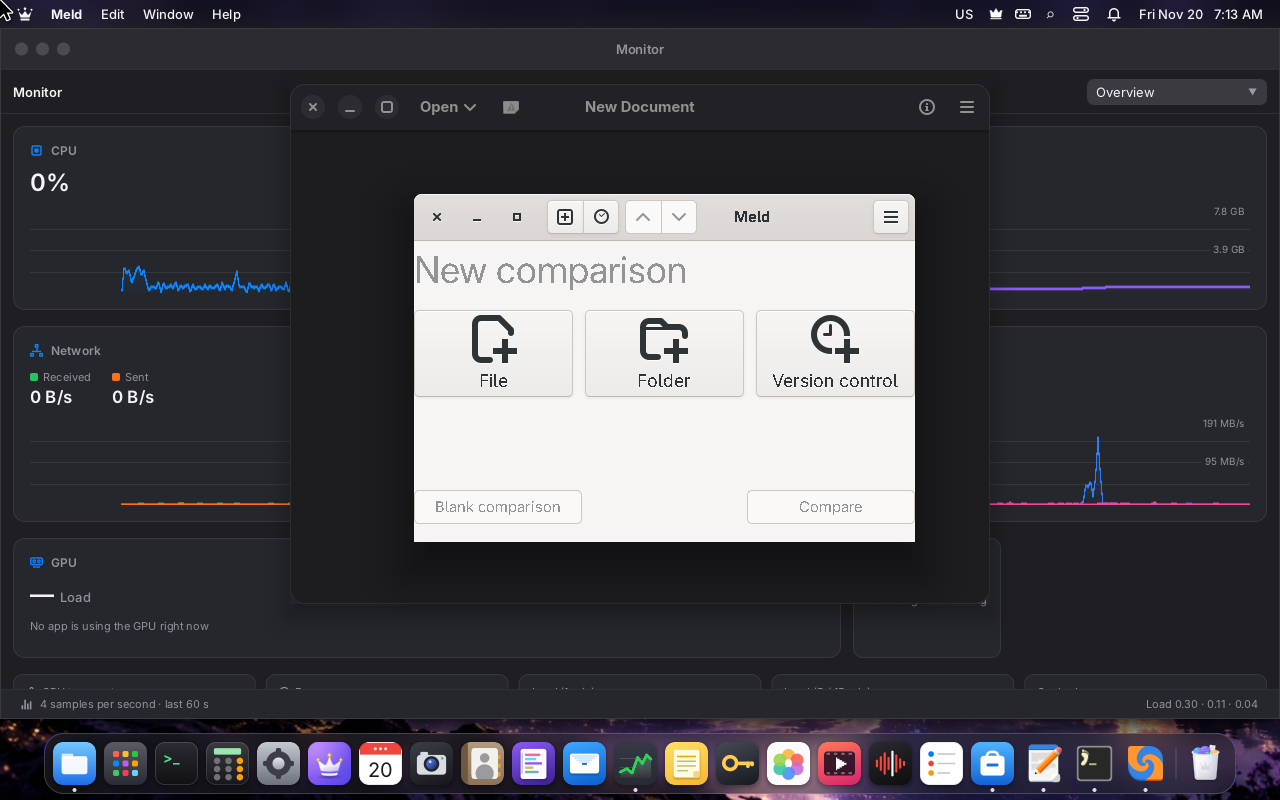 Meld Edit Window Help US Fri Nov 20 7:13 AM
Monitor
Monitor Overview
Open New Document
CPU
0%
7.8 GB
3.9 GB
Meld
New comparison
File Folder Version control
Blank comparison Compare
Network
Received Sent
0 B/s 0 B/s
191 MB/s
95 MB/s
GPU
Load
No app is using the GPU right now
4 samples per second · last 60 s Load 0.30 · 0.11 · 0.04
20